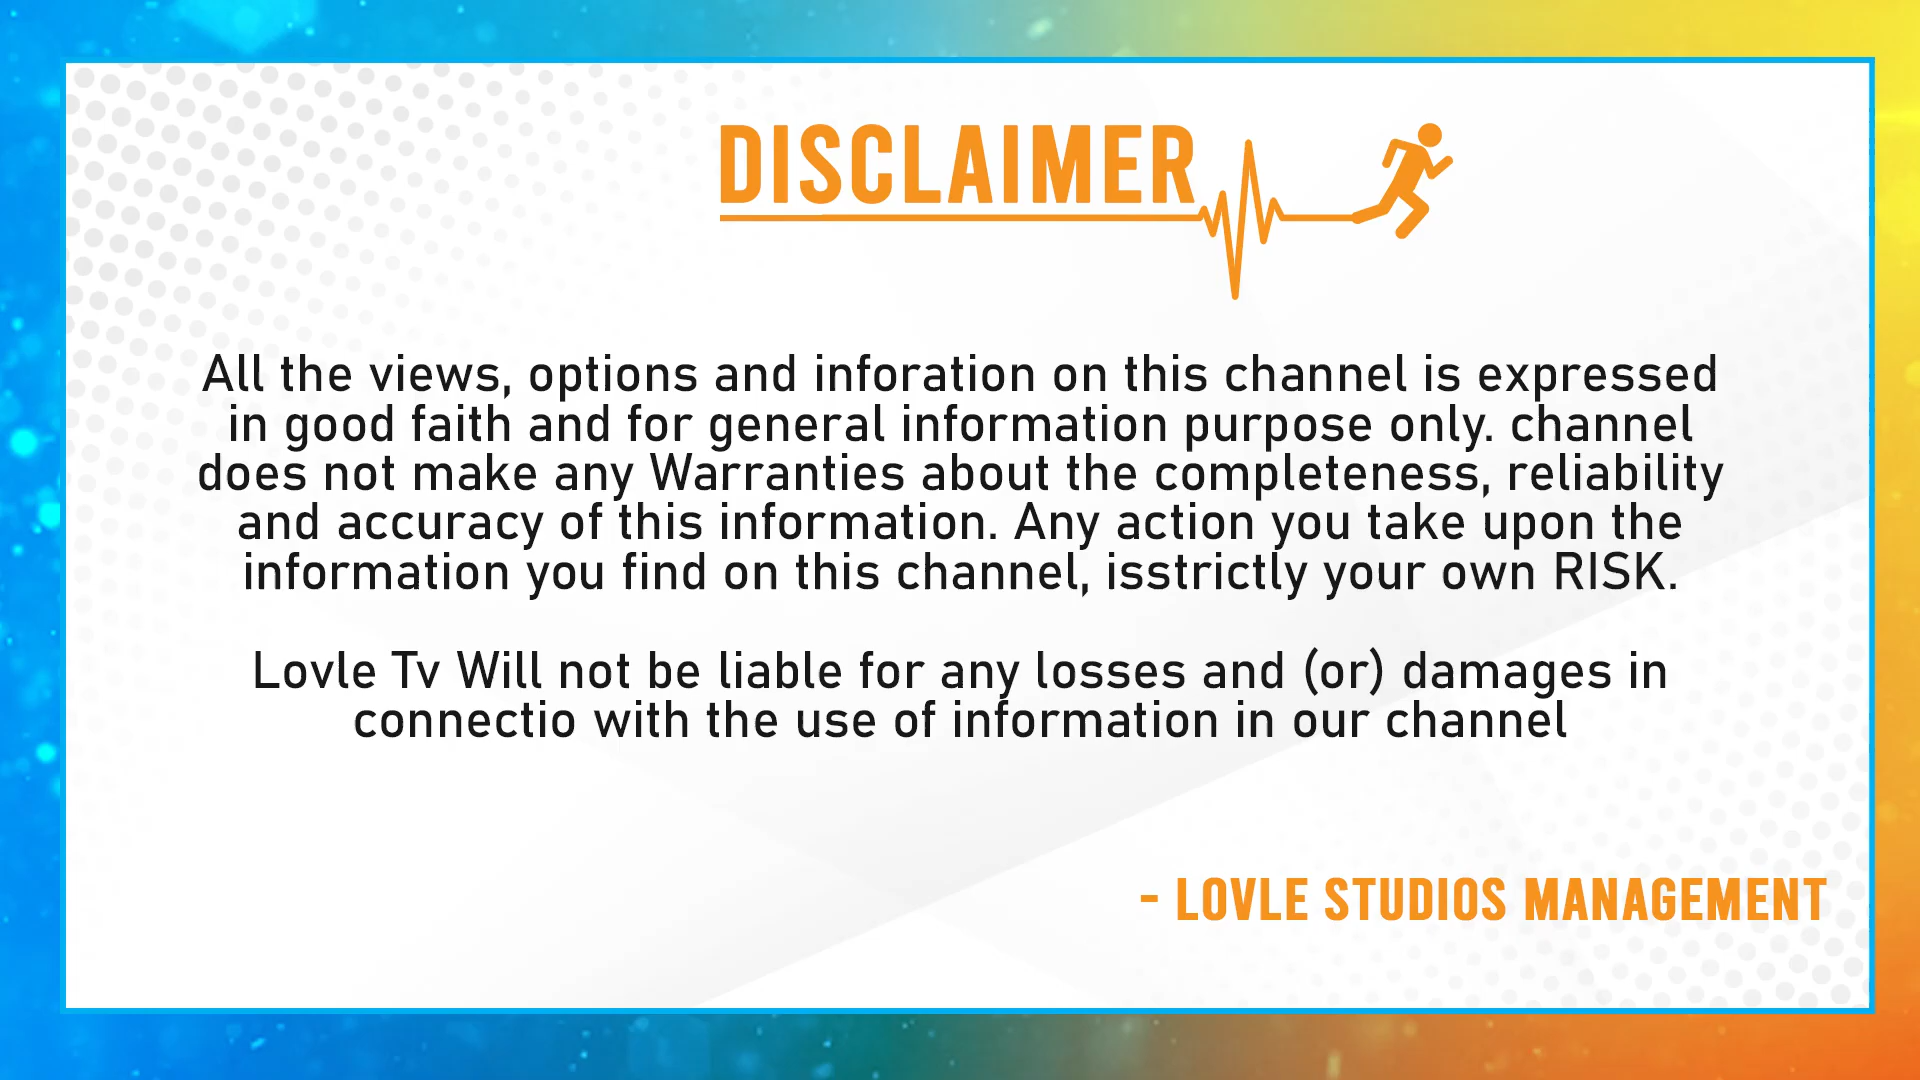 DISCLAIMER
All the views, options and inforation on this channel is expressed
in good faith and for general information purpose only. channel
does not make any Warranties about the completeness, reliability
and accuracy of this information. Any action you take upon the
information you find on this channel, isstrictly your own RISK.
Lovle Tv Will not be liable for any losses and (or) damages in
connectio with the use of information in our channel
- LOVLE STUDIOS MANAGEMENT